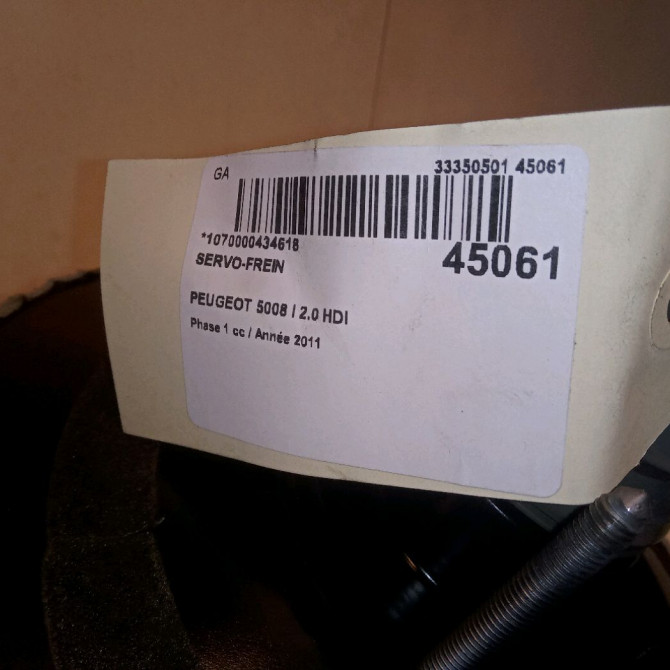 GA 33350501 45061
*1070000434618
45061
SERVO-FREIN
PEUGEOT 5008 I 2.0 HDI
Phase 1 cc / Année 2011